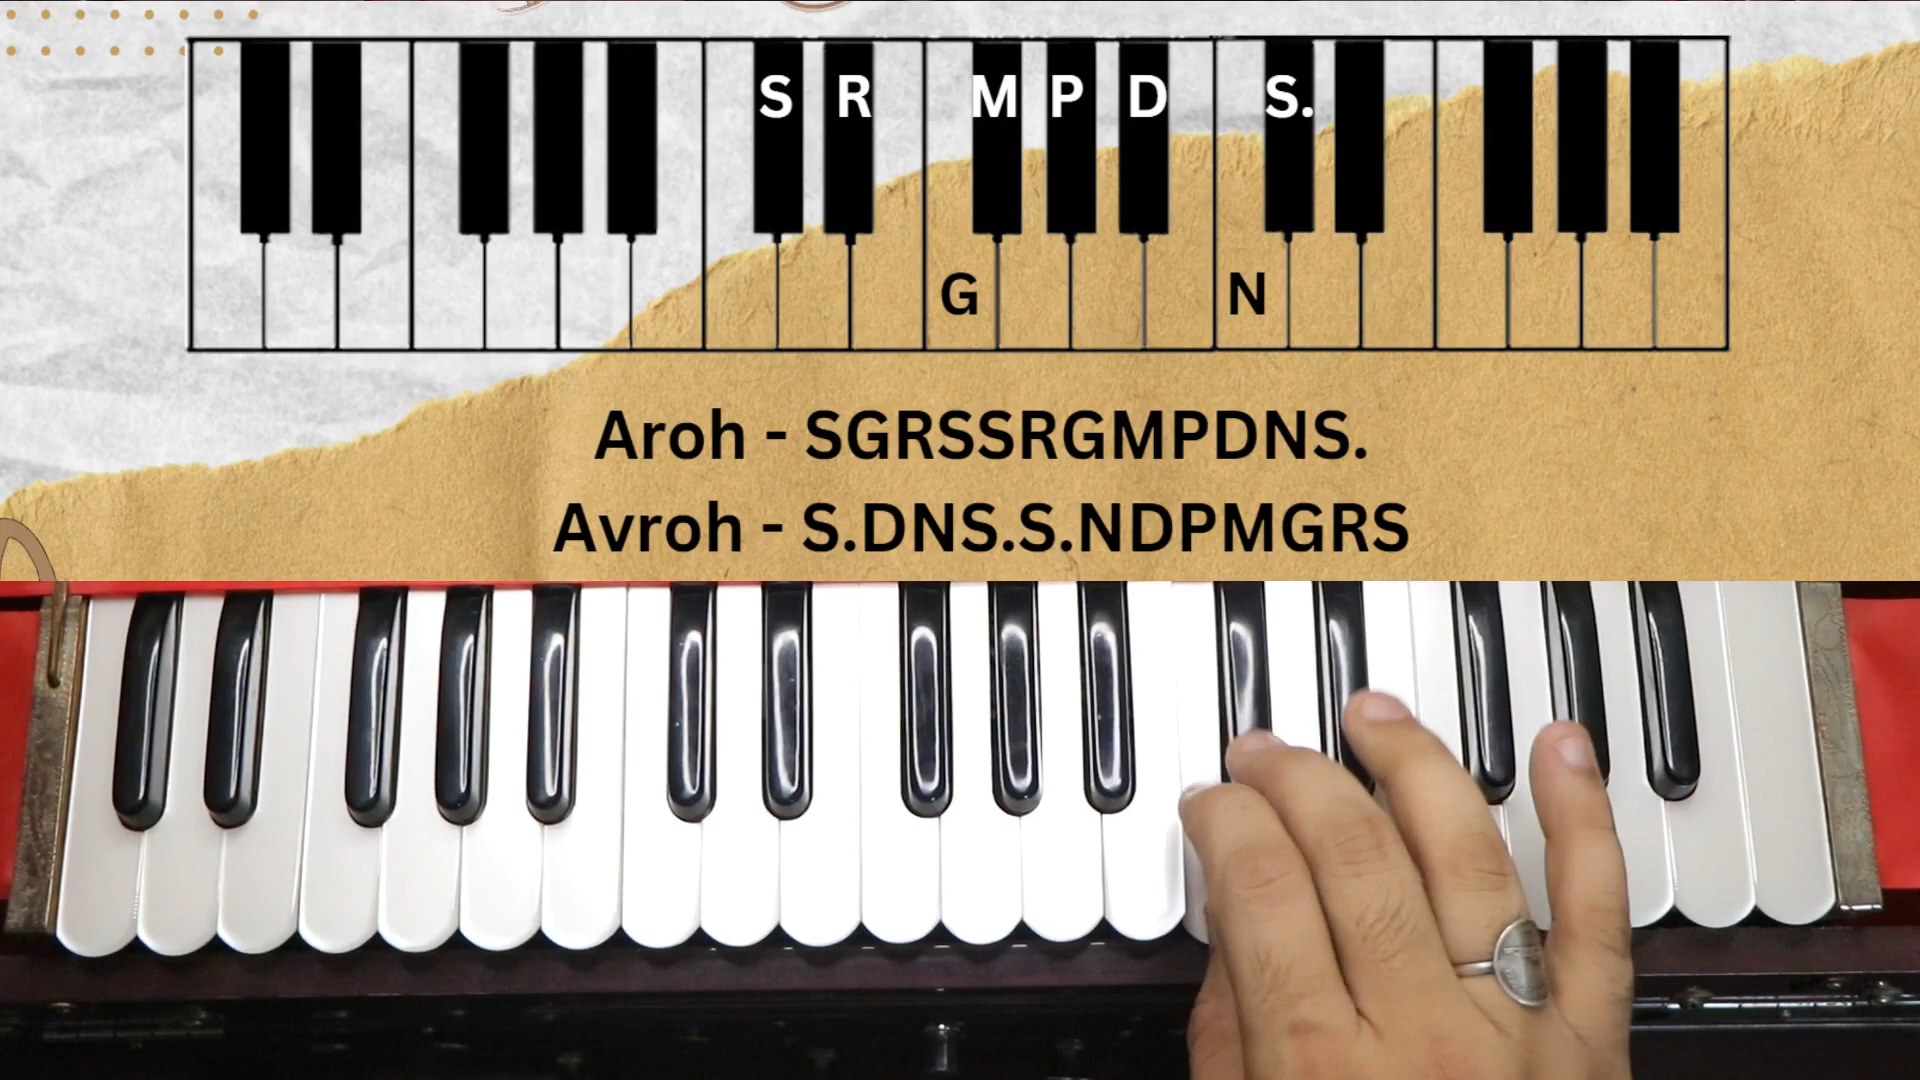 S R M P D S.
G N
Aroh - SGRSSRGMPDNS.
Avroh - S.DNS.S.NDPMGRS